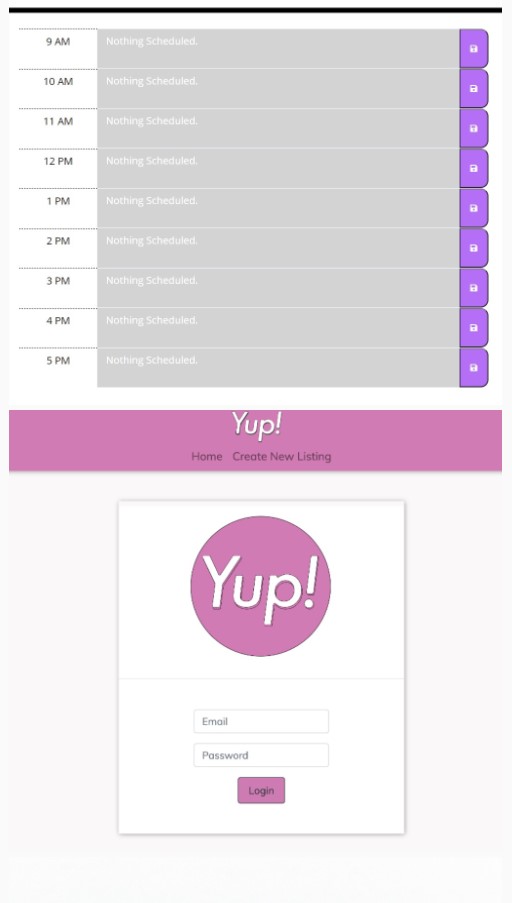 9 AM Nothing Scheduled.
10 AM Nothing Scheduled.
11 AM Nothing Scheduled.
12 PM Nothing Scheduled.
1 PM Nothing Scheduled.
2 PM Nothing Scheduled.
3 PM Nothing Scheduled.
4 PM Nothing Scheduled.
5 PM Nothing Scheduled.
Yup!
Home Create New Listing
Yup!
Email
Password
Login